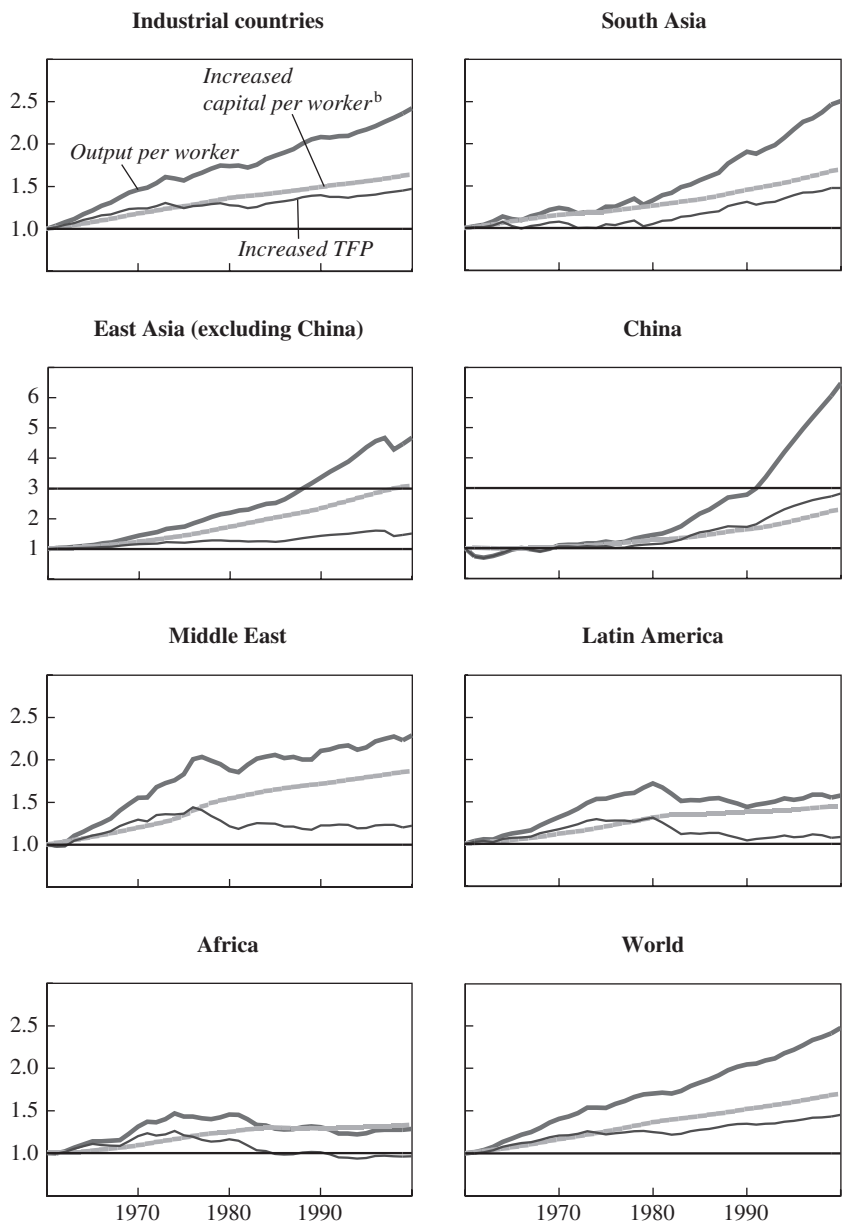 Industrial countries
South Asia
Increased
capital per worker b
Output per worker
Increased TFP
2.5
2.0
1.5
1.0
East Asia (excluding China)
China
6
5
4
3
2
1
Middle East
Latin America
2.5
2.0
1.5
1.0
Africa
World
2.5
2.0
1.5
1.0
1970 1980 1990
1970 1980 1990